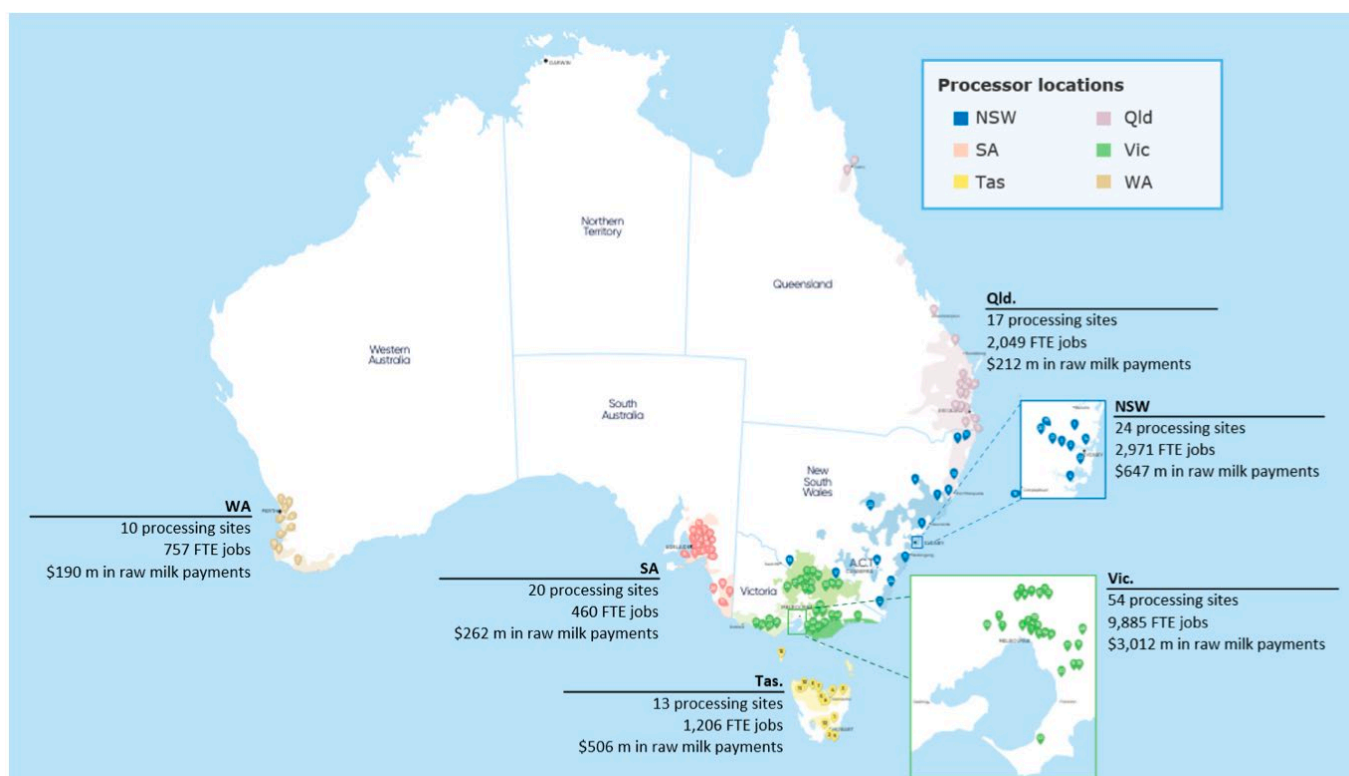 DARWIN
Processor locations
NSW
Qld
SA
Vic
Tas
WA
Northern
Territory
Queensland
Western
Australia
South
Australia
New
South
Wales
A.C.T
Victoria
Qld.
17 processing sites
2,049 FTE jobs
$212 m in raw milk payments
NSW
24 processing sites
2,971 FTE jobs
$647 m in raw milk payments
WA
10 processing sites
757 FTE jobs
$190 m in raw milk payments
SA
20 processing sites
460 FTE jobs
$262 m in raw milk payments
Vic.
54 processing sites
9,885 FTE jobs
$3,012 m in raw milk payments
MELBOURNE
Tas.
13 processing sites
1,206 FTE jobs
$506 m in raw milk payments
HOBART